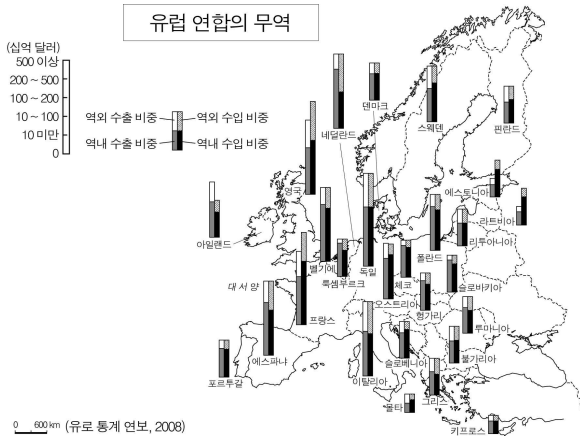 유럽 연합의 무역
(십억 달러)
500 이상
200 ~ 500
100 ~ 200
10 ~ 100
10 미만
0
역외 수출 비중
역외 수입 비중
역내 수출 비중
역내 수입 비중
네덜란드
덴마크
스웨덴
핀란드
영국
에스토니아
라트비아
리투아니아
아일랜드
벨기에
룩셈부르크
독일
체코
폴란드
대서양
프랑스
오스트리아
슬로바키아
헝가리
루마니아
에스파냐
이탈리아
슬로베니아
불가리아
포르투갈
몰타
그리스
키프로스
0 600 km (유로 통계 연보, 2008)